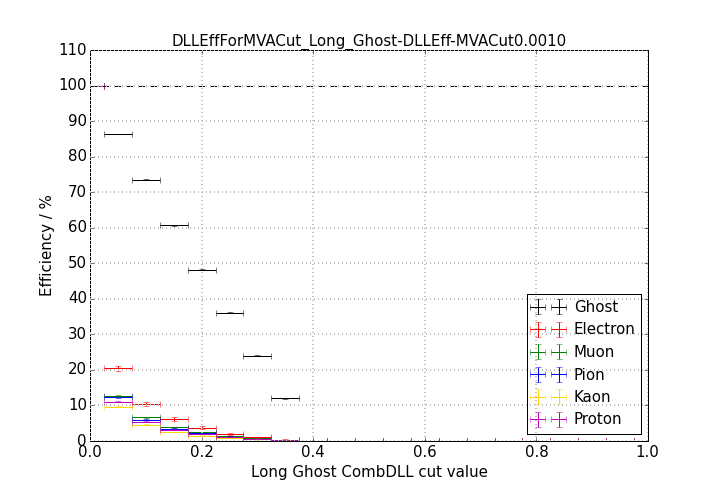 DLLEffForMVACut_Long_Ghost-DLLEff-MVACut0.0010
110
100
90
80
70
60
50
40
30
20
10
0
Efficiency / %
Ghost
Electron
Muon
Pion
Kaon
Proton
0.0 0.2 0.4 0.6 0.8 1.0
Long Ghost CombDLL cut value